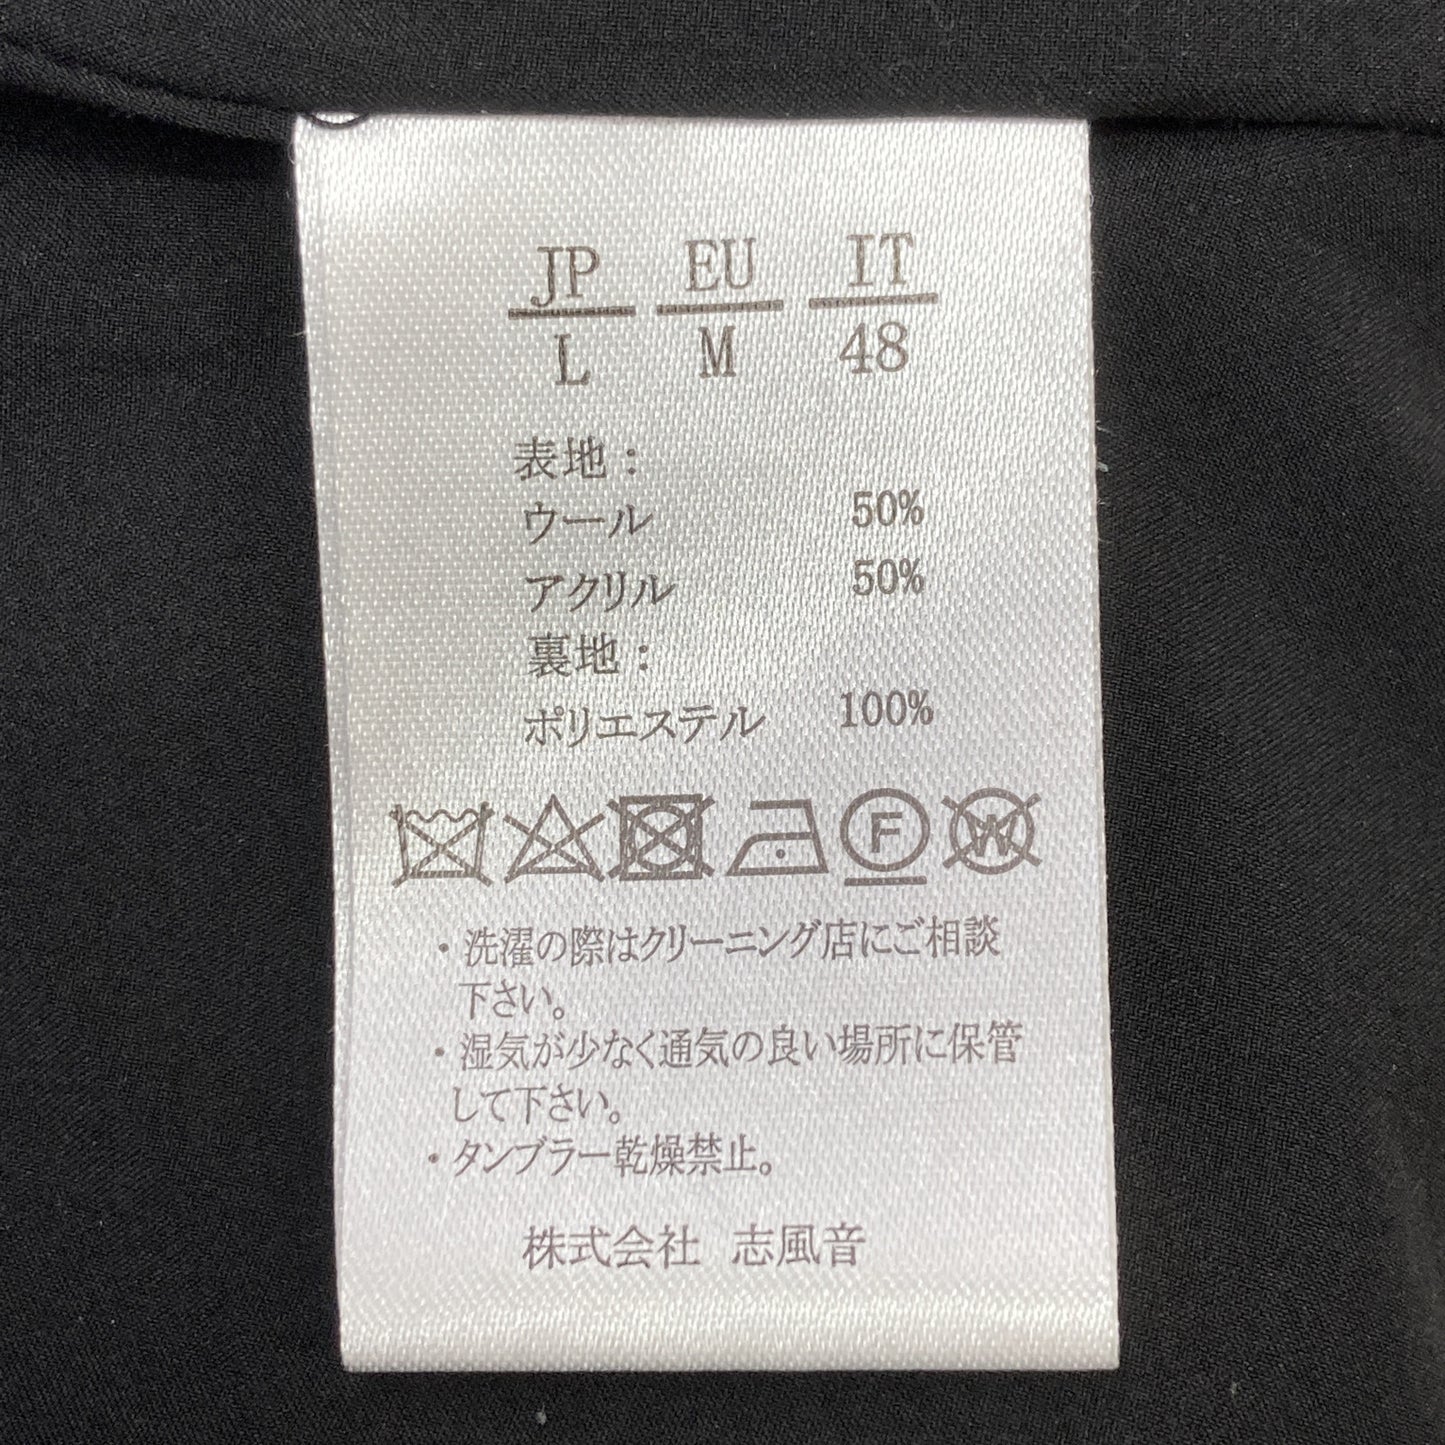 JP EU IT
L M 48
表地：
ウール 50%
アクリル 50%
裏地：
ポリエステル 100%
F W
・洗濯の際はクリーニング店にご相談
下さい。
・湿気が少なく通気の良い場所に保管
して下さい。
・タンブラー乾燥禁止。
株式会社 志風音